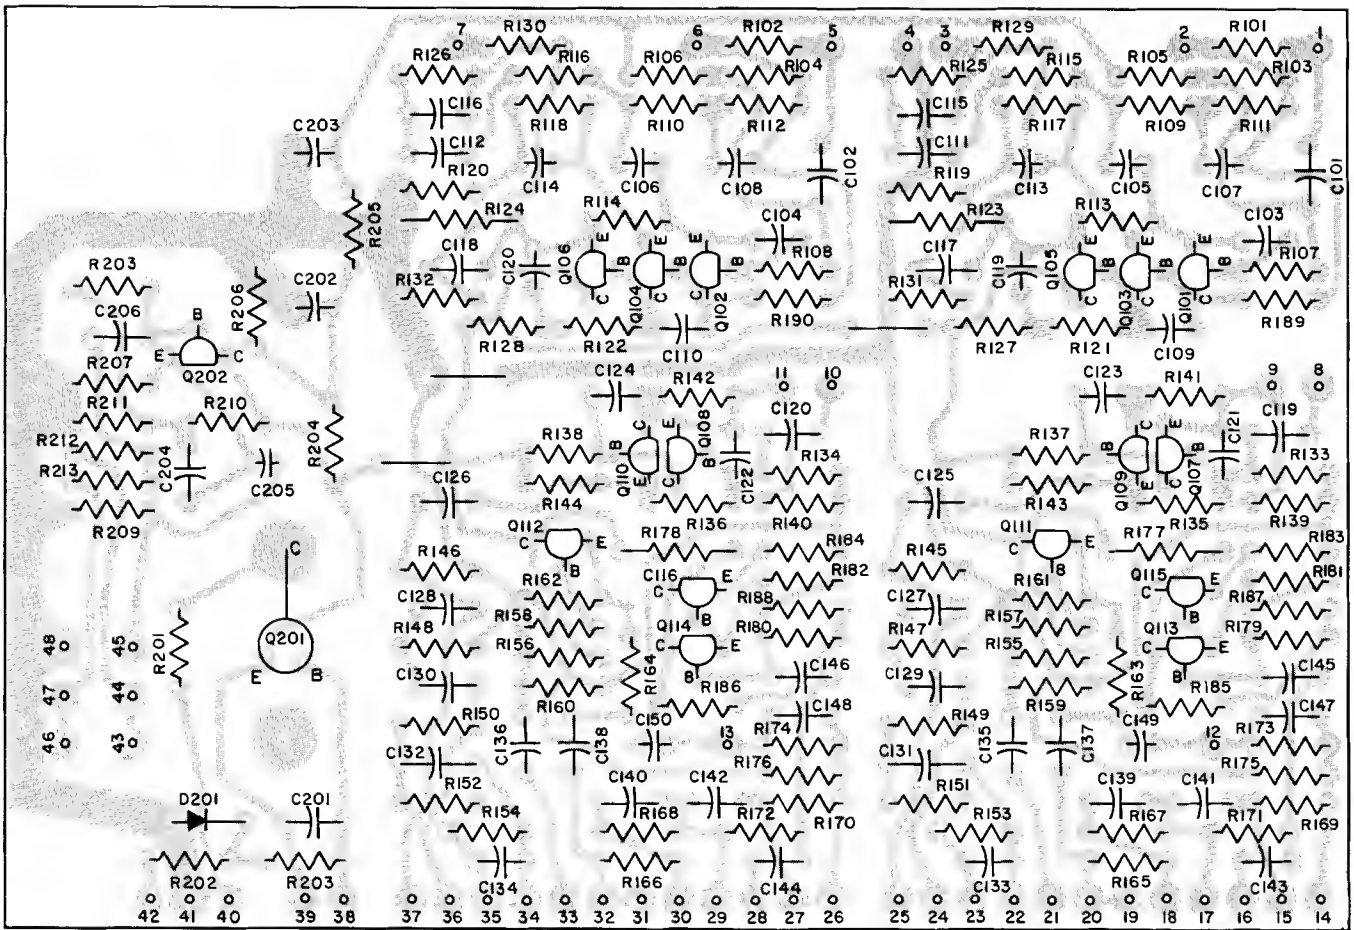 7 R130 6 R102 5 4 3 R129 2 R101 1
R126 R116 R106 R104 R125 R115 R105 R103
C116 R118 R110 R112 C115 R117 R109 R111
C203 C112 C114 C106 C108 C102 C111 C113 C105 C107 C101
R120 R119
R205 R124 R114 C104 R123 R113 C103
R203 R206 C202 C118 C120 Q106 E E E B B B R108 C117 C119 Q105 E E E B B B R107
R132 C C C Q104 Q102 R131 C C C Q103 Q101
C206 B R190 R189
E C R128 R122 C110 R127 R121 C109
R207 Q202 C124 R142 11 10 C123 R141 9 8
R211 R210 R204 C E Q108 C120 C E C121 C119
R212 R138 B B R137 B B
R213 C204 C205 Q110 E C C122 R134 Q109 E C Q107 R133
R209 C126 R144 R136 R140 C125 R143 R135 R139
C Q112 C E B R178 R184 Q111 C E B R177 R183
R146 R162 C116 C E B R182 R145 R161 Q115 C E B R181
C128 R158 R188 C127 R157 R187
48 45 R201 Q201 E B R148 R156 Q114 C E B R164 R180 R147 R155 Q113 C E B R163 R179
47 44 C130 R160 R186 C146 C129 R159 R185 C145
46 43 R150 C136 C138 C150 13 C148 R174 R149 C135 C137 C149 12 C147 R173
C132 R176 C131 R175
R152 C140 C142 R151 C139 C141
D201 C201 R154 R168 R172 R170 R153 R167 R171 R169
R202 R203 C134 R166 C144 C133 R165 C143
42 41 40 39 38 37 36 35 34 33 32 31 30 29 28 27 26 25 24 23 22 21 20 19 18 17 16 15 14